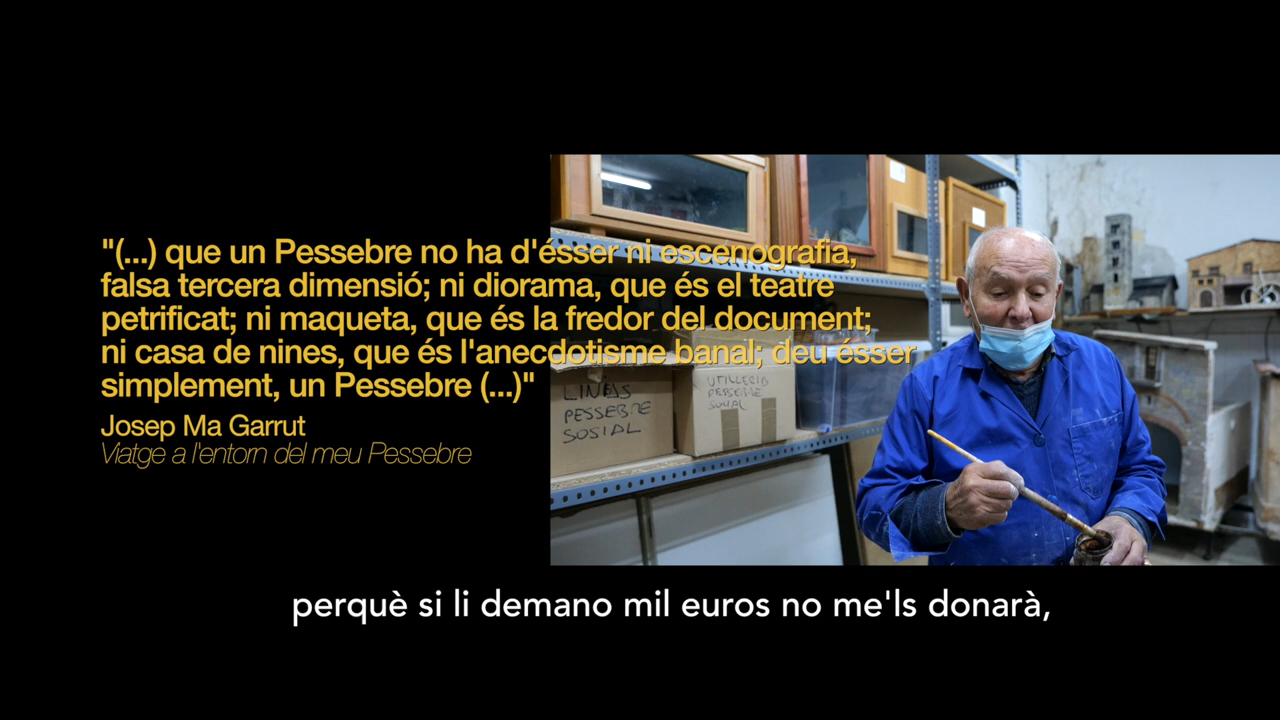 "(...) que un Pessebre no ha d'ésser ni escenografia,
falsa tercera dimensió; ni diorama, que és el teatre
petrificat; ni maqueta, que és la fredor del document;
ni casa de nines, que és l'anecdotisme banal; deu ésser
simplement, un Pessebre (...)"
Josep Ma Garrut
Viatge a l'entorn del meu Pessebre
LINEAS
PESSEBRE
SOSIAL
UTILLERIO
PESSEBRE
SOCIAL
perquè si li demano mil euros no me'ls donarà,